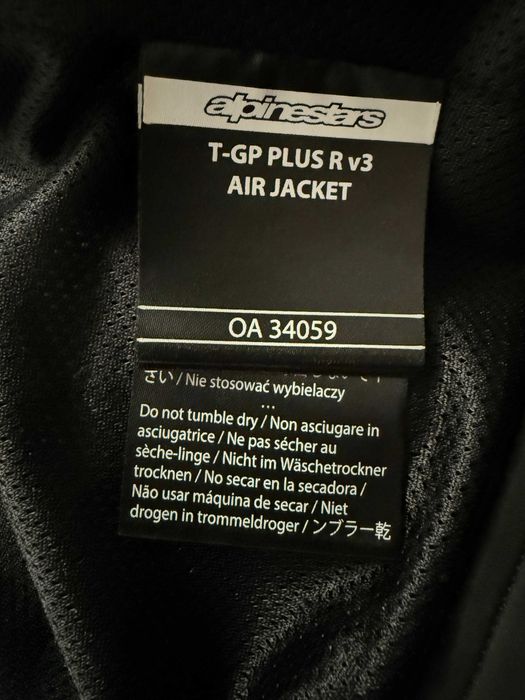 alpinestars
T-GP PLUS R v3
AIR JACKET
OA 34059
さい / Nie stosować wybielaczy
...
Do not tumble dry / Non asciugare in
asciugatrice / Ne pas sécher au
sèche-linge / Nicht im Wäschetrockner
trocknen / No secar en la secadora /
Não usar máquina de secar / Niet
drogen in trommeldroger / ンブラー乾